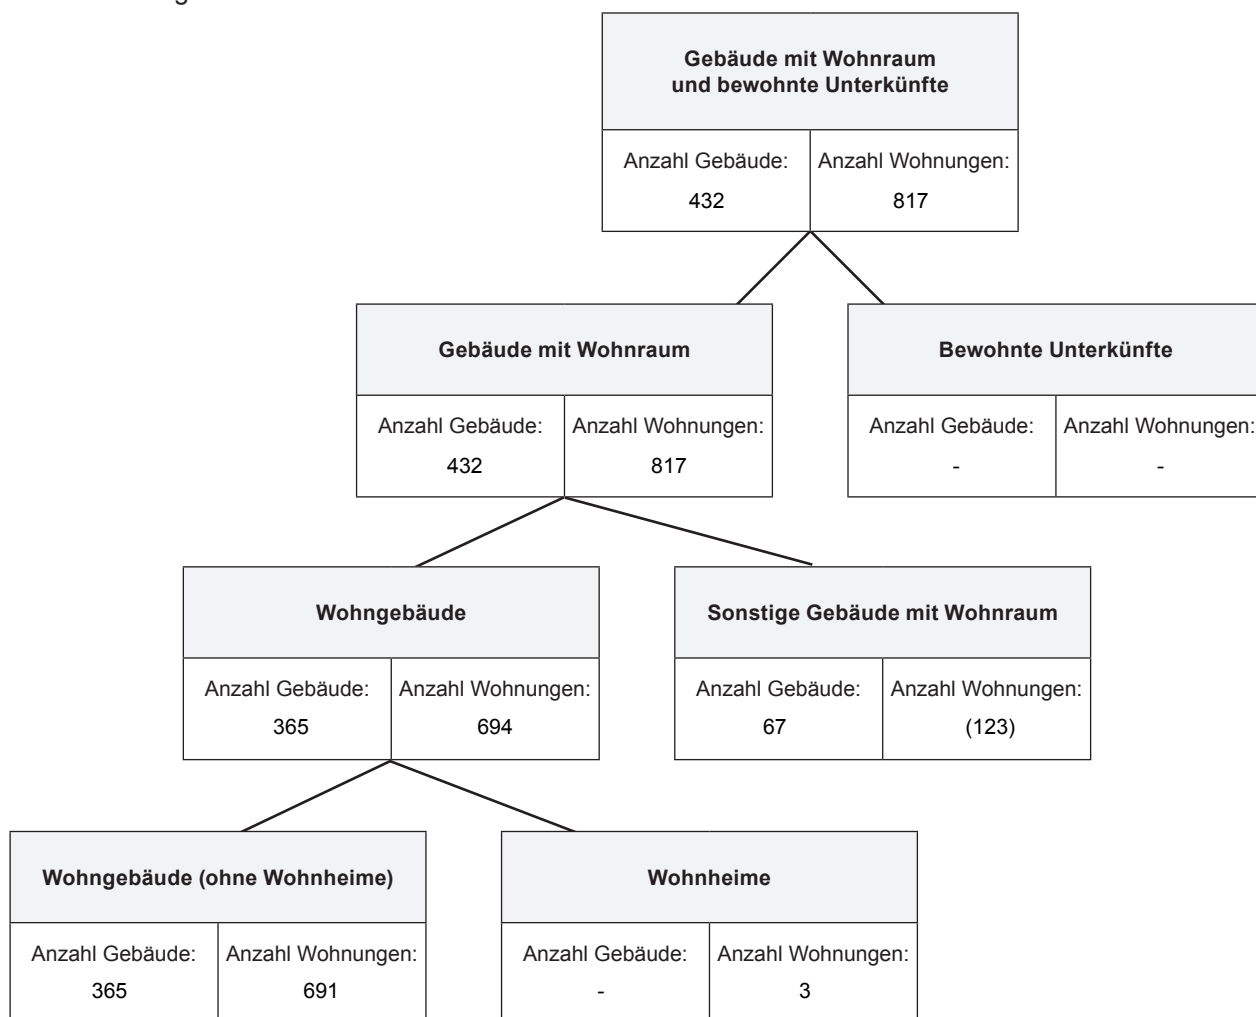 Gebäude mit Wohnraum
und bewohnte Unterkünfte
Anzahl Gebäude: Anzahl Wohnungen:
432 817
Gebäude mit Wohnraum
Bewohnte Unterkünfte
Anzahl Gebäude: Anzahl Wohnungen:
432 817
Anzahl Gebäude: Anzahl Wohnungen:
- -
Wohngebäude
Sonstige Gebäude mit Wohnraum
Anzahl Gebäude: Anzahl Wohnungen:
365 694
Anzahl Gebäude: Anzahl Wohnungen:
67 (123)
Wohngebäude (ohne Wohnheime)
Wohnheime
Anzahl Gebäude: Anzahl Wohnungen:
365 691
Anzahl Gebäude: Anzahl Wohnungen:
- 3